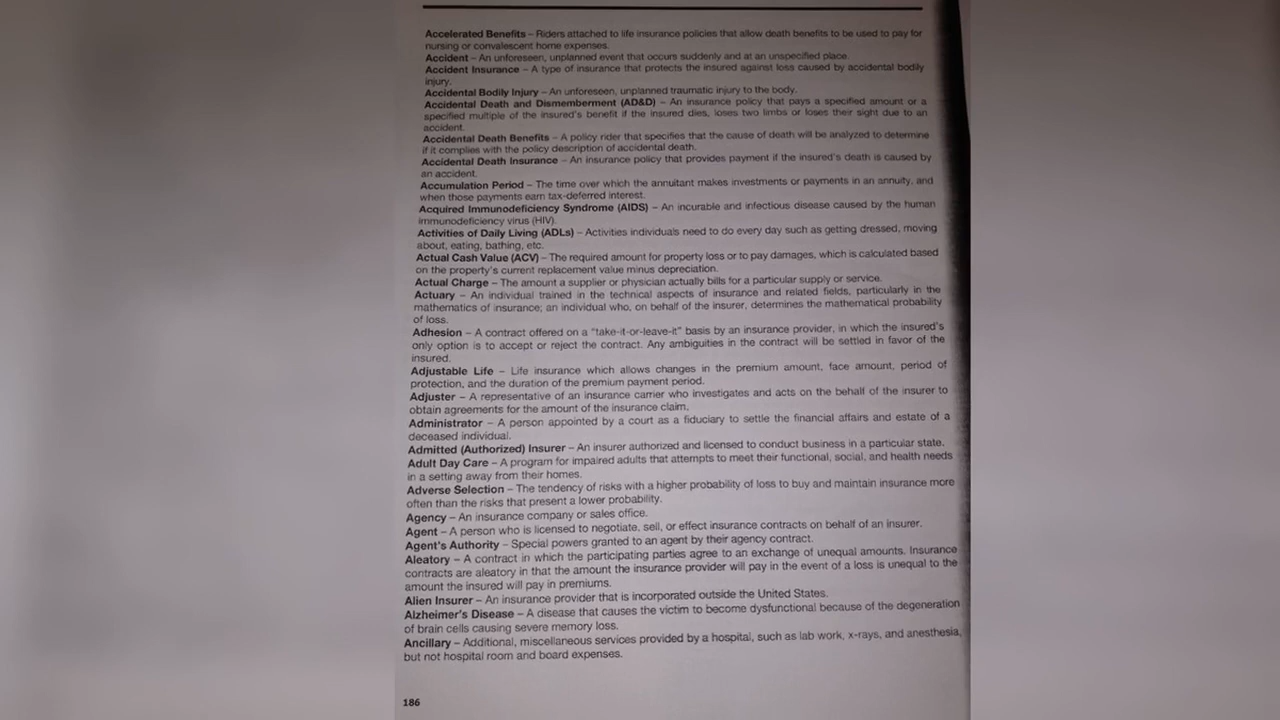 Accelerated Benefits – Riders attached to life insurance policies that allow death benefits to be used to pay for
nursing or convalescent home expenses.
Accident – An unforeseen, unplanned event that occurs suddenly and at an unspecified place.
Accident Insurance – A type of insurance that protects the insured against loss caused by accidental bodily
injury.
Accidental Bodily Injury – An unforeseen, unplanned traumatic injury to the body.
Accidental Death and Dismemberment (AD&D) – An insurance policy that pays a specified amount or a
specified multiple of the insured's benefit if the insured dies, loses two limbs or loses their sight due to an
accident.
Accidental Death Benefits – A policy rider that specifies that the cause of death will be analyzed to determine
if it complies with the policy description of accidental death.
Accidental Death Insurance – An insurance policy that provides payment if the insured's death is caused by
an accident.
Accumulation Period – The time over which the annuitant makes investments or payments in an annuity, and
when those payments earn tax-deferred interest.
Acquired Immunodeficiency Syndrome (AIDS) – An incurable and infectious disease caused by the human
immunodeficiency virus (HIV).
Activities of Daily Living (ADLs) – Activities individuals need to do every day such as getting dressed, moving
about, eating, bathing, etc.
Actual Cash Value (ACV) – The required amount for property loss or to pay damages, which is calculated based
on the property's current replacement value minus depreciation.
Actual Charge – The amount a supplier or physician actually bills for a particular supply or service.
Actuary – An individual trained in the technical aspects of insurance and related fields, particularly in the
mathematics of insurance; an individual who, on behalf of the insurer, determines the mathematical probability
of loss.
Adhesion – A contract offered on a "take-it-or-leave-it" basis by an insurance provider, in which the insured's
only option is to accept or reject the contract. Any ambiguities in the contract will be settled in favor of the
insured.
Adjustable Life – Life insurance which allows changes in the premium amount, face amount, period of
protection, and the duration of the premium payment period.
Adjuster – A representative of an insurance carrier who investigates and acts on the behalf of the insurer to
obtain agreements for the amount of the insurance claim.
Administrator – A person appointed by a court as a fiduciary to settle the financial affairs and estate of a
deceased individual.
Admitted (Authorized) Insurer – An insurer authorized and licensed to conduct business in a particular state.
Adult Day Care – A program for impaired adults that attempts to meet their functional, social, and health needs
in a setting away from their homes.
Adverse Selection – The tendency of risks with a higher probability of loss to buy and maintain insurance more
often than the risks that present a lower probability.
Agency – An insurance company or sales office.
Agent – A person who is licensed to negotiate, sell, or effect insurance contracts on behalf of an insurer.
Agent's Authority – Special powers granted to an agent by their agency contract.
Aleatory – A contract in which the participating parties agree to an exchange of unequal amounts. Insurance
contracts are aleatory in that the amount the insurance provider will pay in the event of a loss is unequal to the
amount the insured will pay in premiums.
Alien Insurer – An insurance provider that is incorporated outside the United States.
Alzheimer's Disease – A disease that causes the victim to become dysfunctional because of the degeneration
of brain cells causing severe memory loss.
Ancillary – Additional, miscellaneous services provided by a hospital, such as lab work, x-rays, and anesthesia,
but not hospital room and board expenses.
186